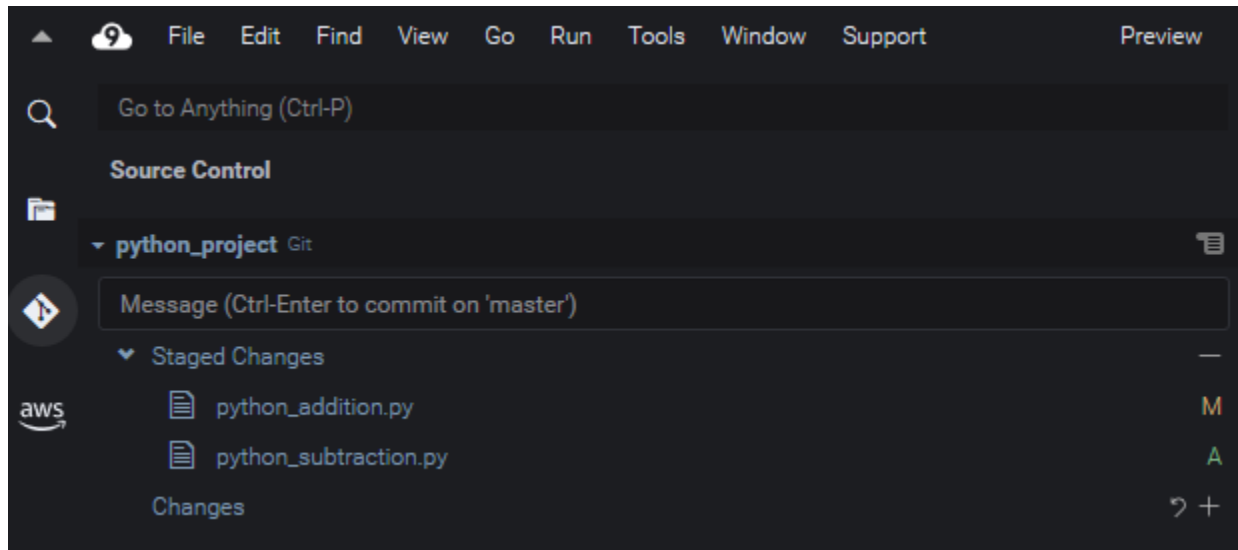 9 File Edit Find View Go Run Tools Window Support Preview
Go to Anything (Ctrl-P)
Source Control
python_project Git
Message (Ctrl-Enter to commit on 'master')
Staged Changes
aws
python_addition.py M
python_subtraction.py A
Changes